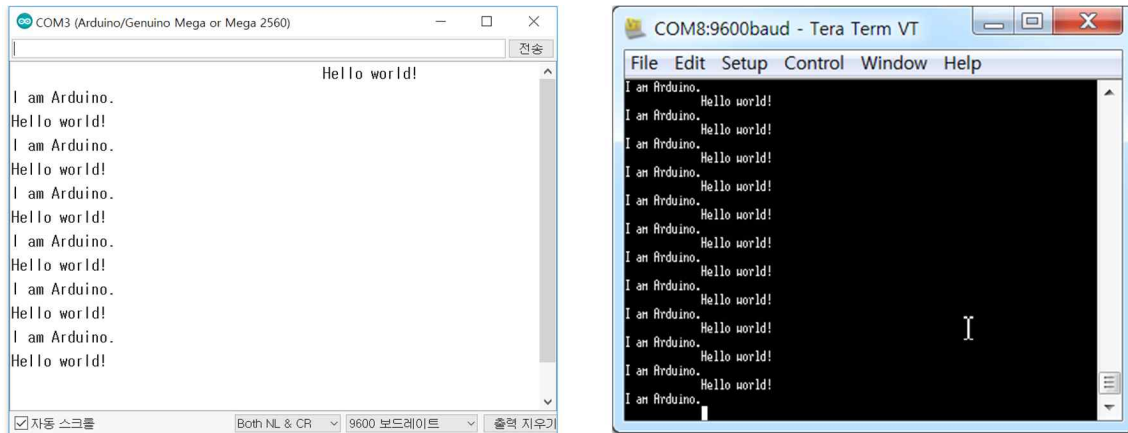 COM3 (Arduino/Genuino Mega or Mega 2560)
전송
Hello world!
I am Arduino.
Hello world!
I am Arduino.
Hello world!
I am Arduino.
Hello world!
I am Arduino.
Hello world!
I am Arduino.
Hello world!
I am Arduino.
Hello world!
자동 스크롤
Both NL & CR
9600 보드레이트
출력 지우기
COM8:9600baud - Tera Term VT
File Edit Setup Control Window Help
I am Arduino.
Hello world!
I am Arduino.
Hello world!
I am Arduino.
Hello world!
I am Arduino.
Hello world!
I am Arduino.
Hello world!
I am Arduino.
Hello world!
I am Arduino.
Hello world!
I am Arduino.
Hello world!
I am Arduino.
Hello world!
I am Arduino.
Hello world!
I am Arduino.
Hello world!
I am Arduino.